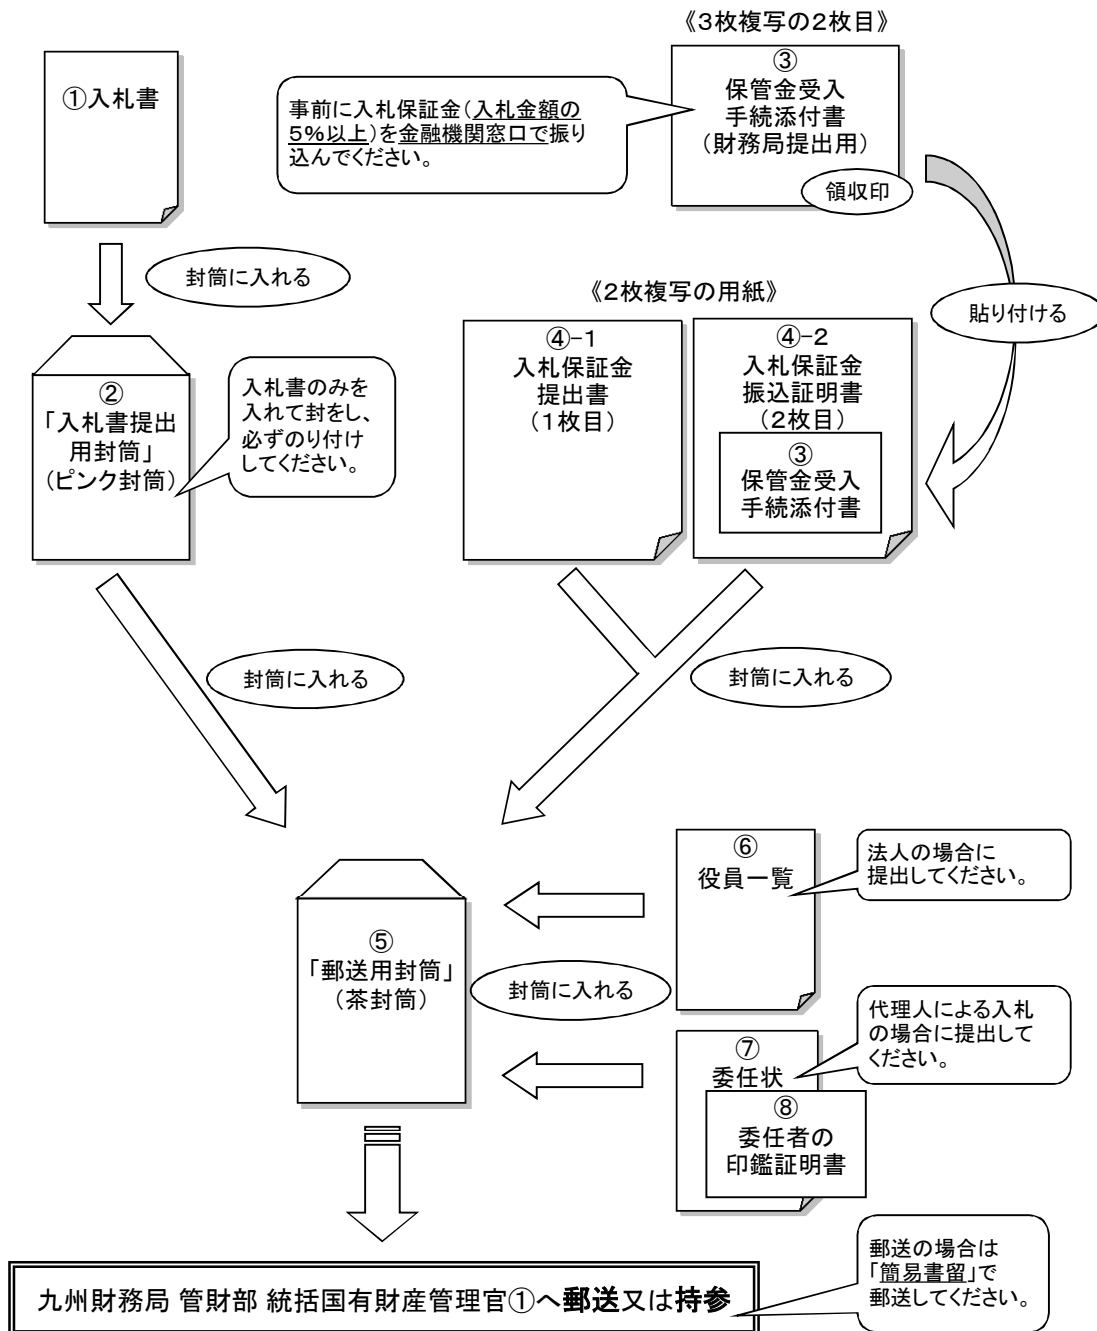 《3枚複写の2枚目》
①入札書
事前に入札保証金(入札金額の
5%以上)を金融機関窓口で振り
込んでください。
③
保管金受入
手続添付書
(財務局提出用)
領収印
封筒に入れる
《2枚複写の用紙》
貼り付ける
②
「入札書提出
用封筒」
(ピンク封筒)
入札書のみを
入れて封をし、
必ずのり付け
してください。
④-1
入札保証金
提出書
(1枚目)
④-2
入札保証金
振込証明書
(2枚目)
③
保管金受入
手続添付書
封筒に入れる
封筒に入れる
⑤
「郵送用封筒」
(茶封筒)
封筒に入れる
⑥
役員一覧
法人の場合に
提出してください。
⑦
委任状
代理人による入札
の場合に提出して
ください。
⑧
委任者の
印鑑証明書
九州財務局 管財部 統括国有財産管理官①へ郵送又は持参
郵送の場合は
「簡易書留」で
郵送してください。